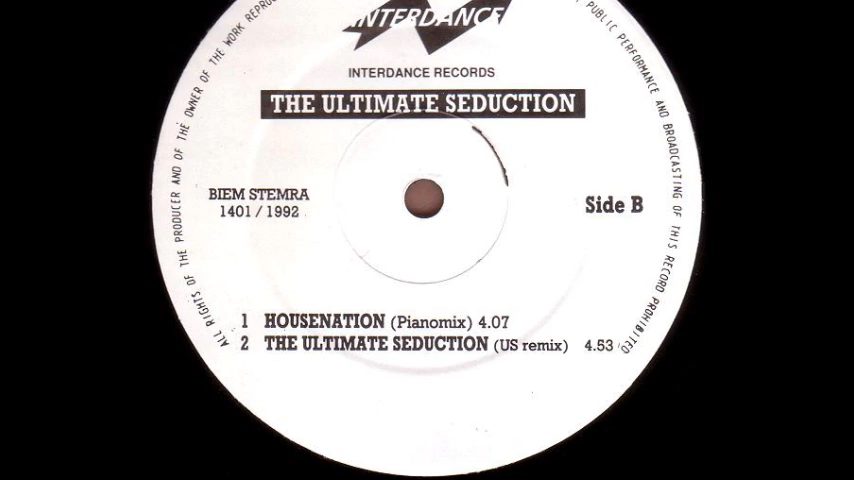 INTERDANCE
INTERDANCE RECORDS
THE ULTIMATE SEDUCTION
BIEM STEMRA
1401 / 1992
Side B
1 HOUSENATION (Pianomix) 4.07
2 THE ULTIMATE SEDUCTION (US remix) 4.53
ALL RIGHTS OF THE PRODUCER AND OF THE OWNER OF THE WORK
PUBLIC PERFORMANCE AND BROADCASTING OF THIS RECORD PROHIBITED